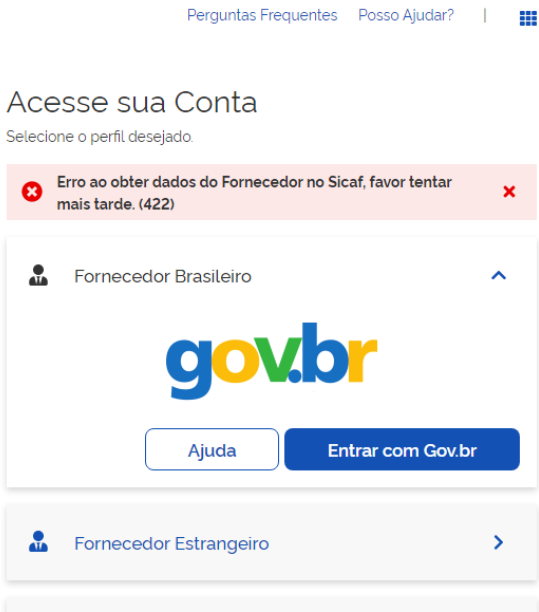 Perguntas Frequentes Posso Ajudar? |
Acesse sua Conta
Selecione o perfil desejado.
Erro ao obter dados do Fornecedor no Sicaf, favor tentar
mais tarde. (422)
Fornecedor Brasileiro
gov.br
Ajuda Entrar com Gov.br
Fornecedor Estrangeiro